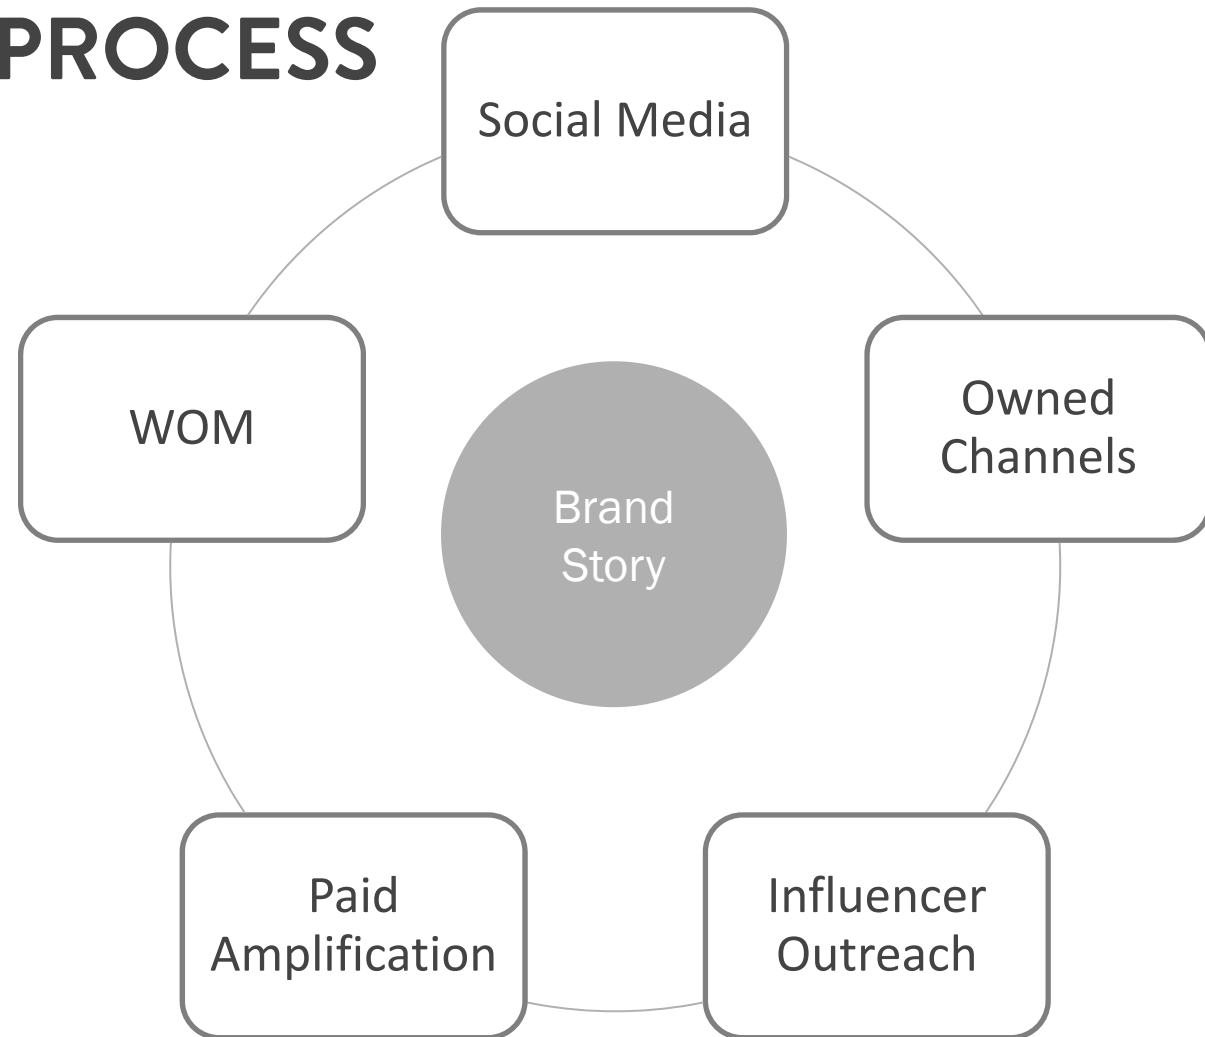 PROCESS
Social Media
WOM
Owned
Channels
Brand
Story
Paid
Amplification
Influencer
Outreach